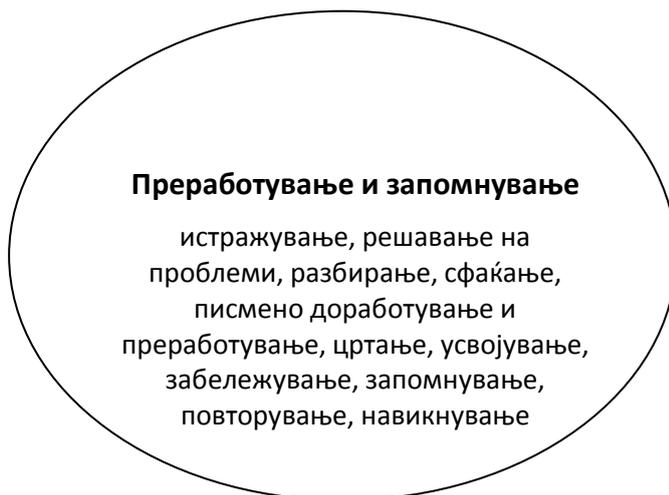 Преработување и запомнување
истражување, решавање на
проблеми, разбирање, сфаќање,
писмено доработување и
преработување, цртање, усвојување,
забележување, запомнување,
повторување, навикнување